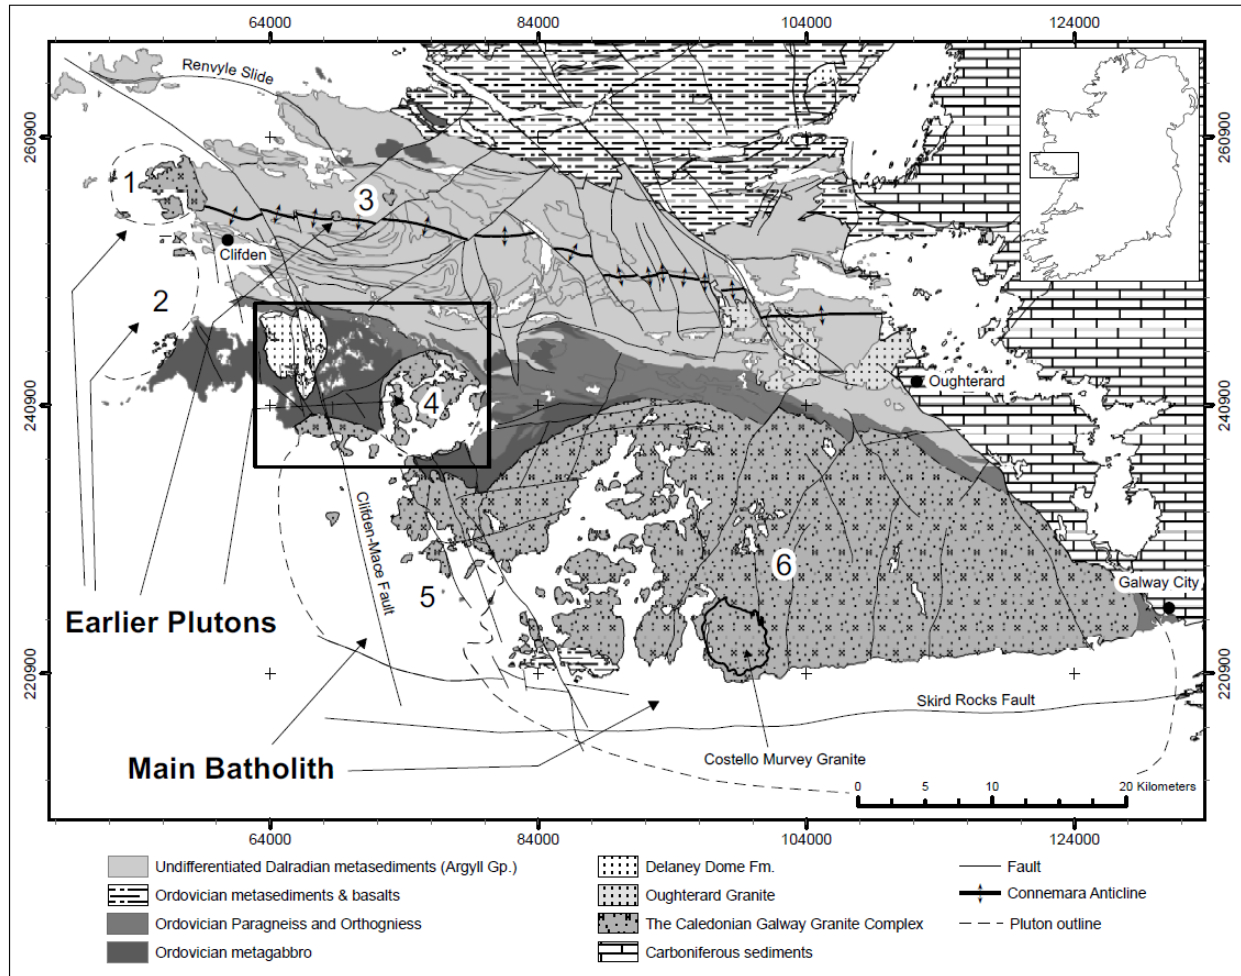 64000 84000 104000 124000
Renvyle Slide
260900 260900
1
3
Clifden
2
Oughterard
240900 240900
4
Clifden-Mace Fault
6
5
Galway City
Earlier Plutons
220900 220900
Skird Rocks Fault
Main Batholith
Costello Murvey Granite
0 5 10 20 Kilometers
64000 84000 104000 124000
Undifferentiated Dalradian metasediments (Argyll Gp.)
Ordovician metasediments & basalts
Ordovician Paragneiss and Orthogniess
Ordovician metagabbro
Delaney Dome Fm.
Oughterard Granite
The Caledonian Galway Granite Complex
Carboniferous sediments
Fault
Connemara Anticline
Pluton outline